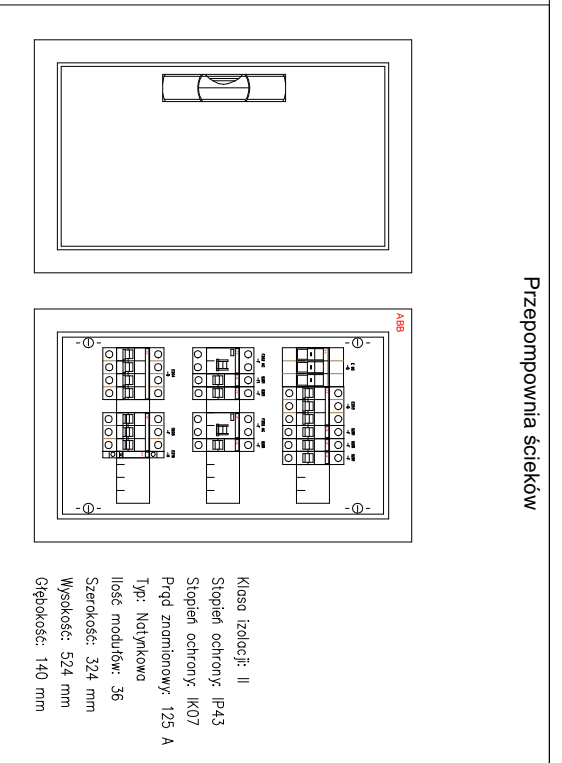 Przepompownia ścieków
ABB
Klasa izolacji: II
Stopień ochrony: IP43
Stopień ochrony: IK07
Prąd znamionowy: 125 A
Typ: Natynkowa
Ilość modułów: 36
Szerokość: 324 mm
Wysokość: 524 mm
Głębokość: 140 mm